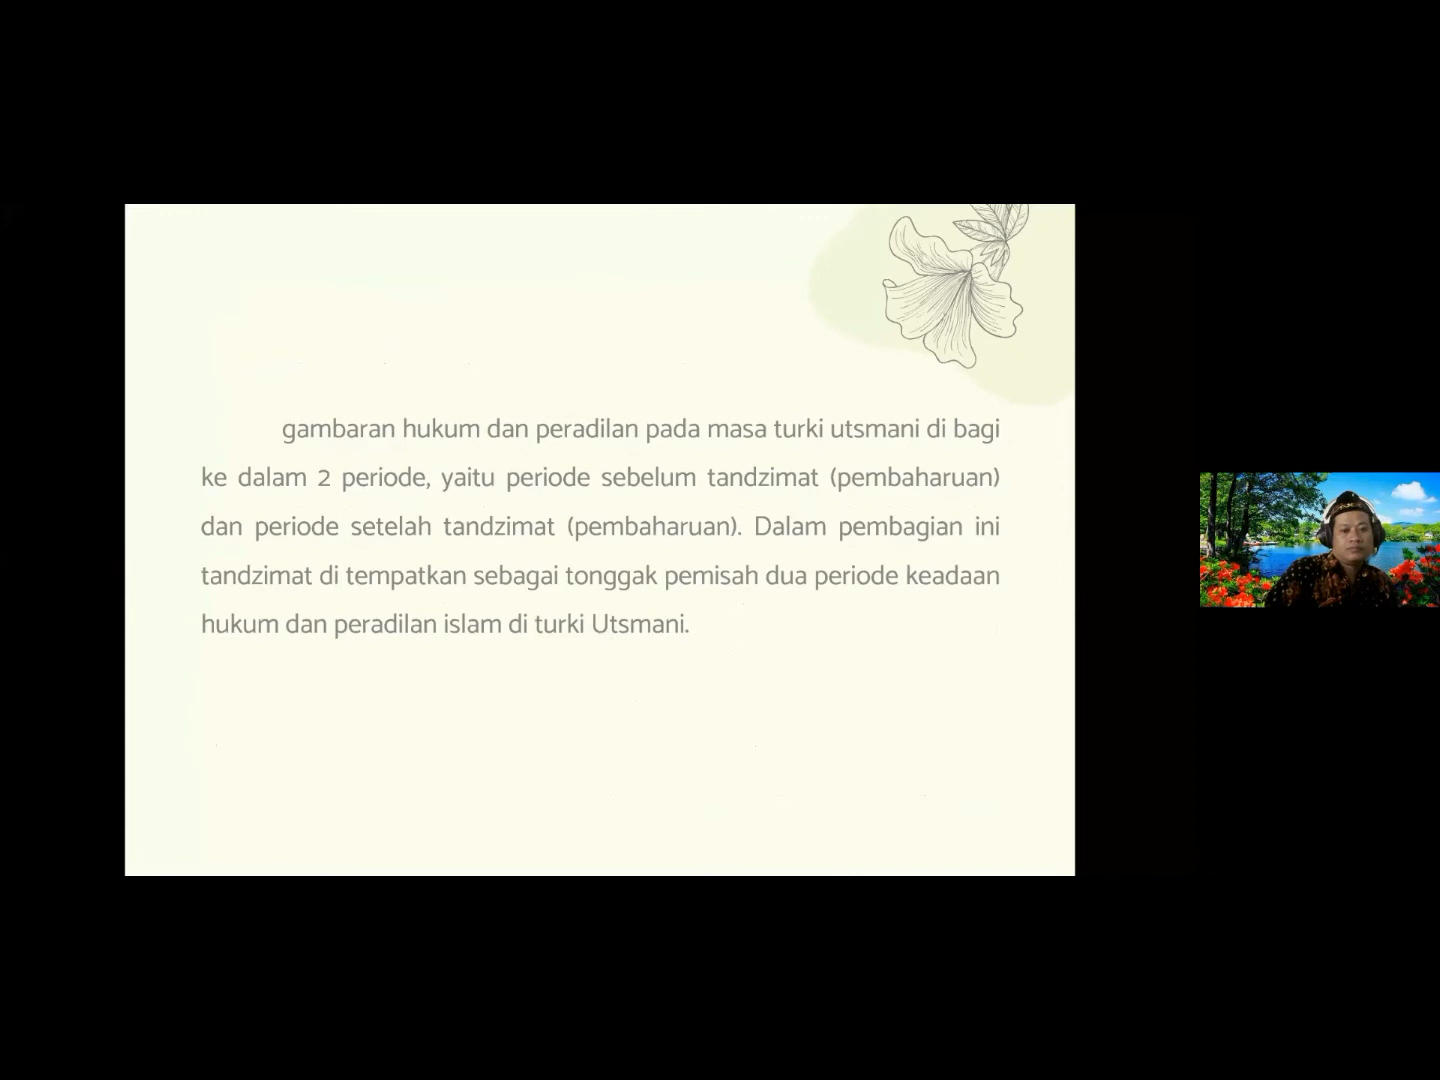 gambaran hukum dan peradilan pada masa turki utsmani di bagi
ke dalam 2 periode, yaitu periode sebelum tandzimat (pembaharuan)
dan periode setelah tandzimat (pembaharuan). Dalam pembagian ini
tandzimat di tempatkan sebagai tonggak pemisah dua periode keadaan
hukum dan peradilan islam di turki Utsmani.